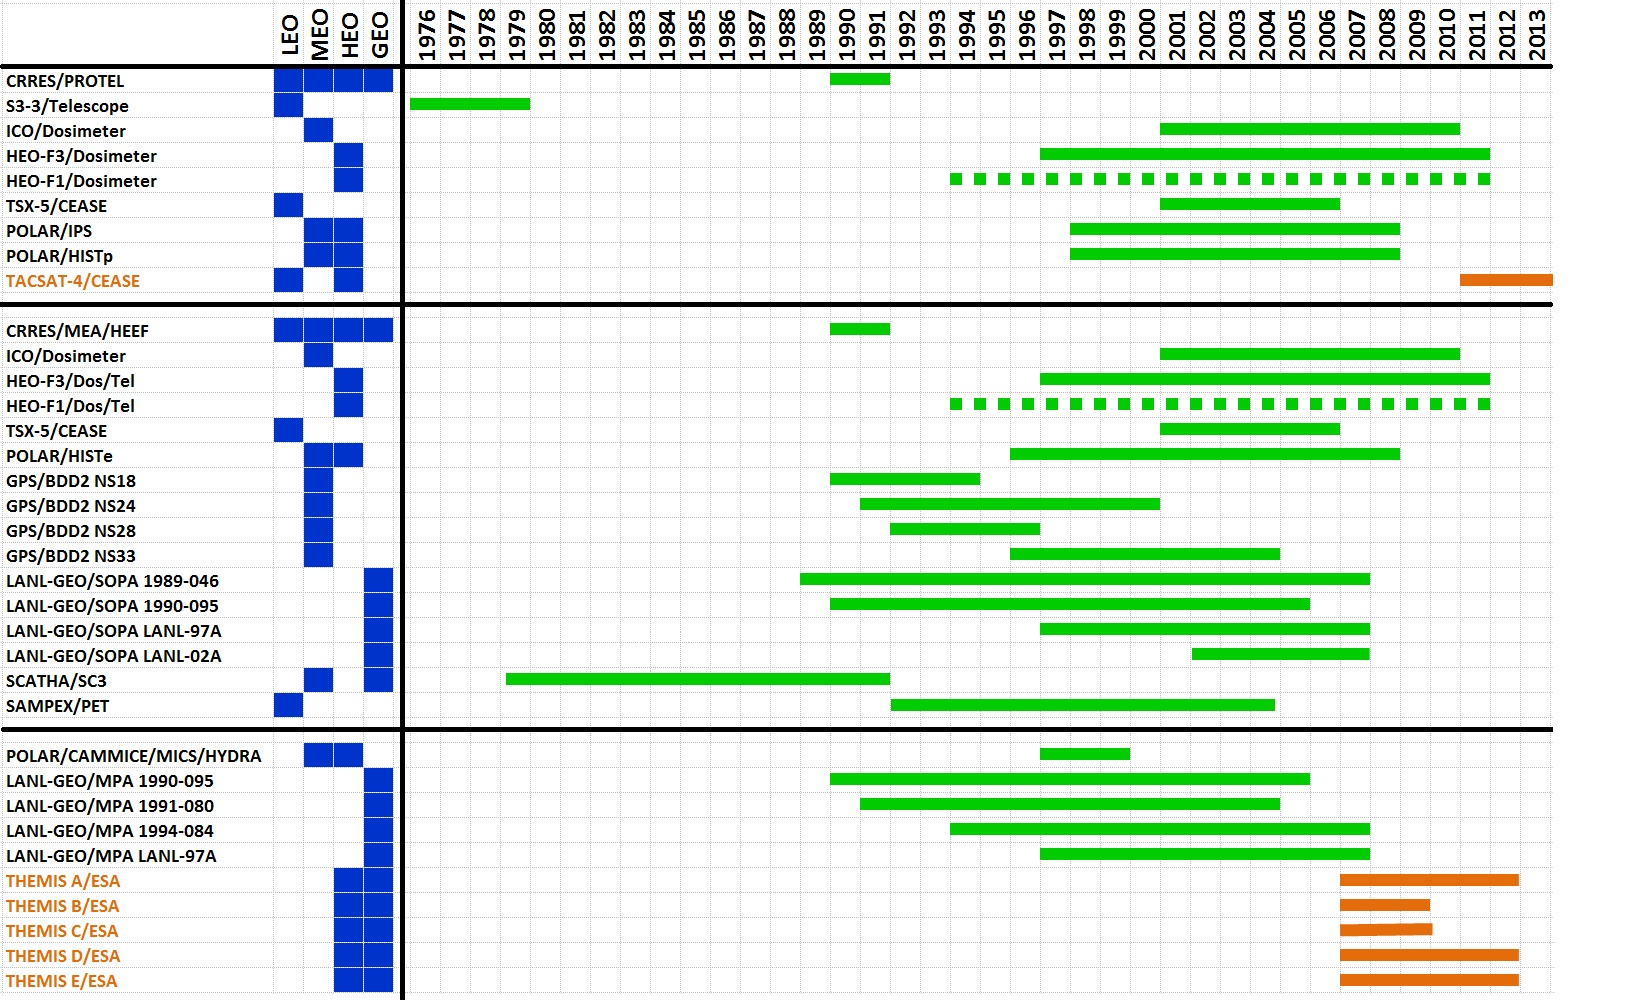 LEO MEO HEO GEO 1976 1977 1978 1979 1980 1981 1982 1983 1984 1985 1986 1987 1988 1989 1990 1991 1992 1993 1994 1995 1996 1997 1998 1999 2000 2001 2002 2003 2004 2005 2006 2007 2008 2009 2010 2011 2012 2013
CRRES/PROTEL
S3-3/Telescope
ICO/Dosimeter
HEO-F3/Dosimeter
HEO-F1/Dosimeter
TSX-5/CEASE
POLAR/IPS
POLAR/HISTp
TACSAT-4/CEASE
CRRES/MEA/HEEF
ICO/Dosimeter
HEO-F3/Dos/Tel
HEO-F1/Dos/Tel
TSX-5/CEASE
POLAR/HISTe
GPS/BDD2 NS18
GPS/BDD2 NS24
GPS/BDD2 NS28
GPS/BDD2 NS33
LANL-GEO/SOPA 1989-046
LANL-GEO/SOPA 1990-095
LANL-GEO/SOPA LANL-97A
LANL-GEO/SOPA LANL-02A
SCATHA/SC3
SAMPEX/PET
POLAR/CAMMICE/MICS/HYDRA
LANL-GEO/MPA 1990-095
LANL-GEO/MPA 1991-080
LANL-GEO/MPA 1994-084
LANL-GEO/MPA LANL-97A
THEMIS A/ESA
THEMIS B/ESA
THEMIS C/ESA
THEMIS D/ESA
THEMIS E/ESA